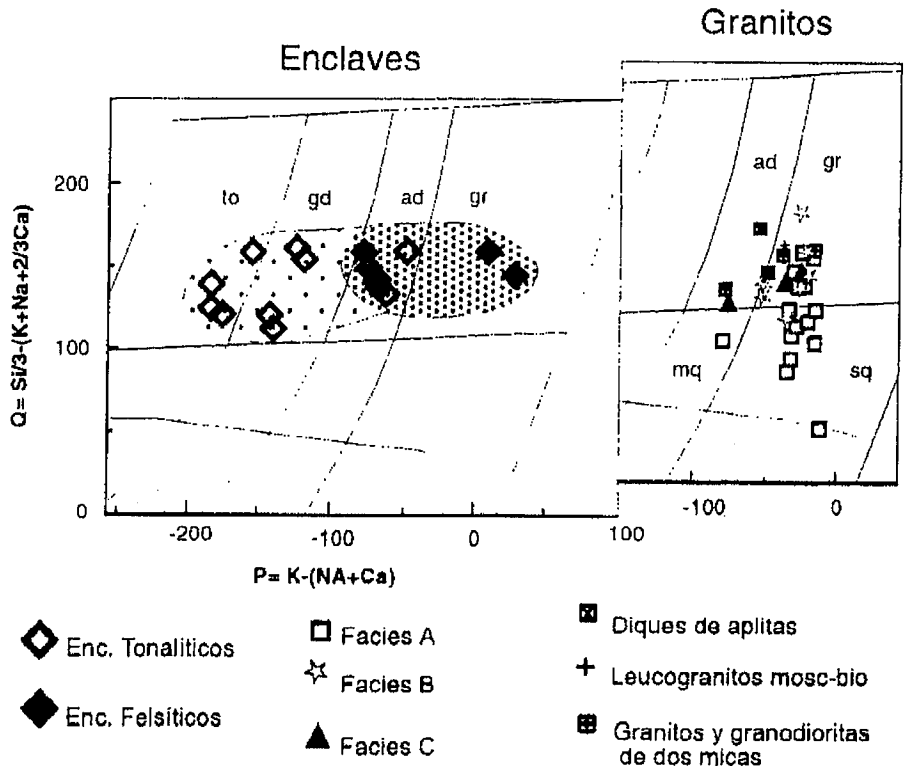 Granitos
Enclaves
Q= Si/3-(K+Na+2/3Ca)
200
100
0
to
gd
ad
gr
-200
-100
0
100
P= K-(NA+Ca)
ad
gr
mq
sq
-100
0
Enc. Tonaliticos
Enc. Felsíticos
Facies A
Facies B
Facies C
Diques de aplitas
Leucogranitos mosc-bio
Granitos y granodioritas
de dos micas